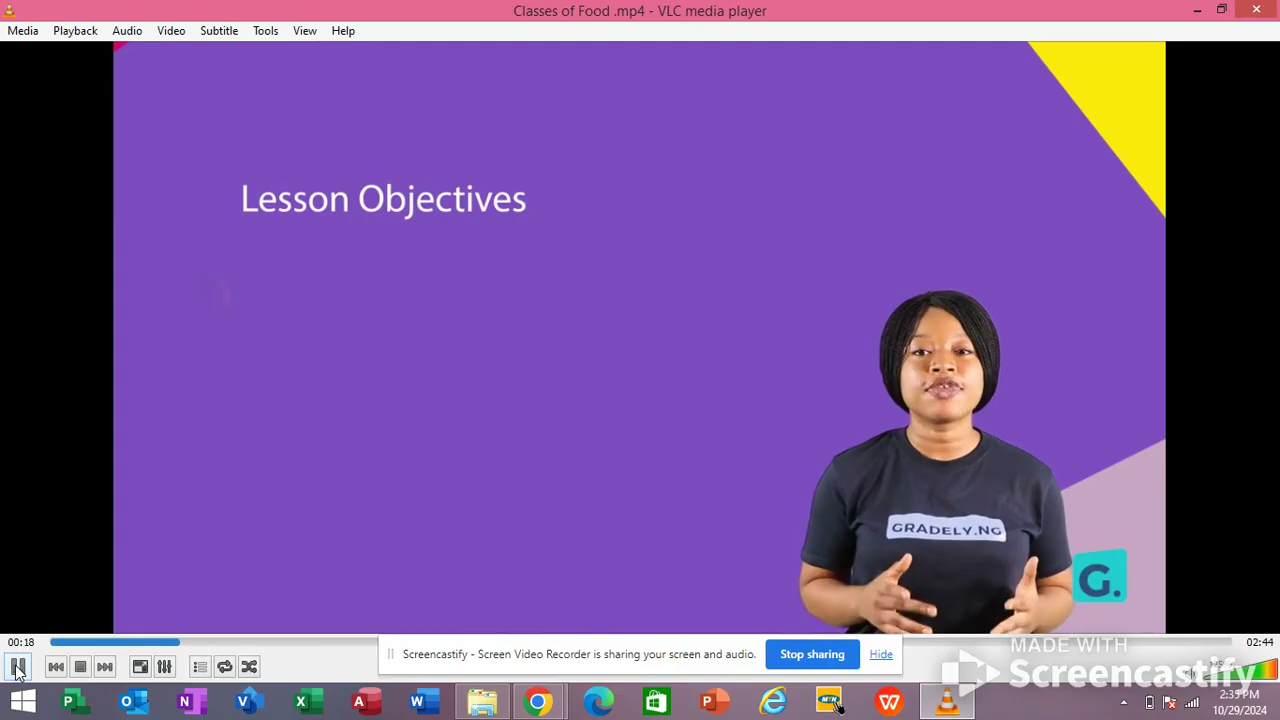 Classes of Food .mp4 - VLC media player
Media Playback Audio Video Subtitle Tools View Help
Lesson Objectives
GRADELY.NG
G.
00:18
02:44
Screencastify - Screen Video Recorder is sharing your screen and audio.
Stop sharing
Hide
MADE WITH
Screencastify
2:35 PM
10/29/2024